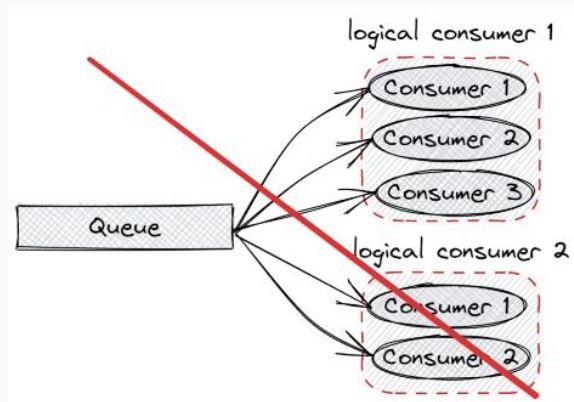 logical consumer 1
Consumer 1
Consumer 2
Consumer 3
Queue
logical consumer 2
Consumer 1
Consumer 2